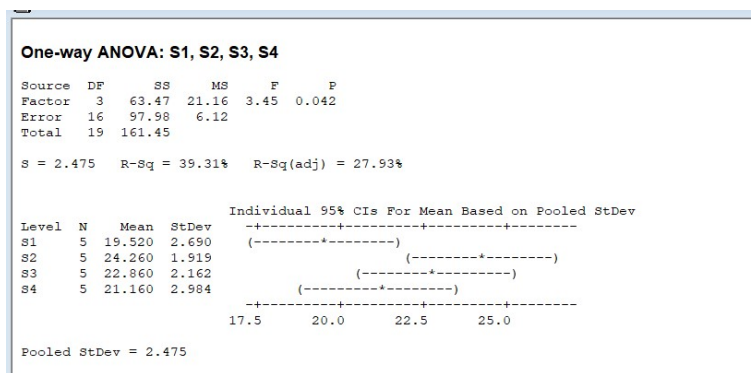 One-way ANOVA: S1, S2, S3, S4
Source  DF      SS     MS     F      P
Factor   3   63.47  21.16  3.45  0.042
Error   16   97.98   6.12
Total   19  161.45
S = 2.475   R-Sq = 39.31%   R-Sq(adj) = 27.93%
Individual 95% CIs For Mean Based on Pooled StDev
Level  N    Mean  StDev    -+---------+---------+---------+--------
S1     5  19.520  2.690    (--------*--------)
S2     5  24.260  1.919                       (--------*--------)
S3     5  22.860  2.162                 (--------*---------)
S4     5  21.160  2.984          (---------*--------)
-+---------+---------+---------+--------
17.5      20.0      22.5      25.0
Pooled StDev = 2.475